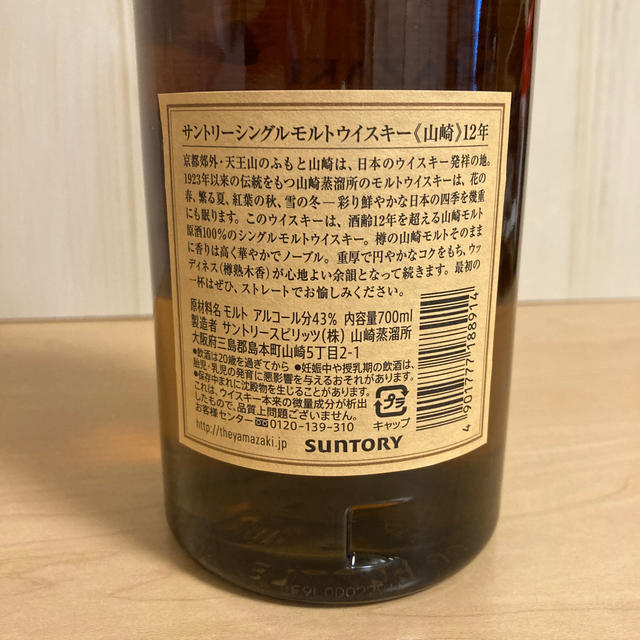 サントリーシングルモルトウイスキー《山崎》12年
京都郊外・天王山のふもと山崎は、日本のウイスキー発祥の地。
1923年以来の伝統をもつ山崎蒸溜所のモルトウイスキーは、花の
春、繁る夏、紅葉の秋、雪の冬─彩り鮮やかな日本の四季を幾重
にも眠ります。このウイスキーは、酒齢12年を超える山崎モルト
原酒100%のシングルモルトウイスキー。樽の山崎モルトそのまま
に香りは高く華やかでノーブル。重厚で円やかなコクをもち、ウッ
ディネス(樽熟木香)が心地よい余韻となって続きます。最初の
一杯はぜひ、ストレートでお愉しみください。
原材料名 モルト アルコール分43% 内容量700ml
製造者 サントリースピリッツ(株) 山崎蒸溜所
大阪府三島郡島本町山崎5丁目2-1
●飲酒は20歳を過ぎてから ●妊娠中や授乳期の飲酒は、
胎児・乳児の発育に悪影響を与えるおそれがあります。
●保存中まれに沈殿物を生じることがあります。
これは、ウイスキー本来の微量成分が析出
したもので、品質上問題ございません。
お客様センター 0120-139-310
http://theyamazaki.jp
SUNTORY
プラ
キャップ
4 901777 188914